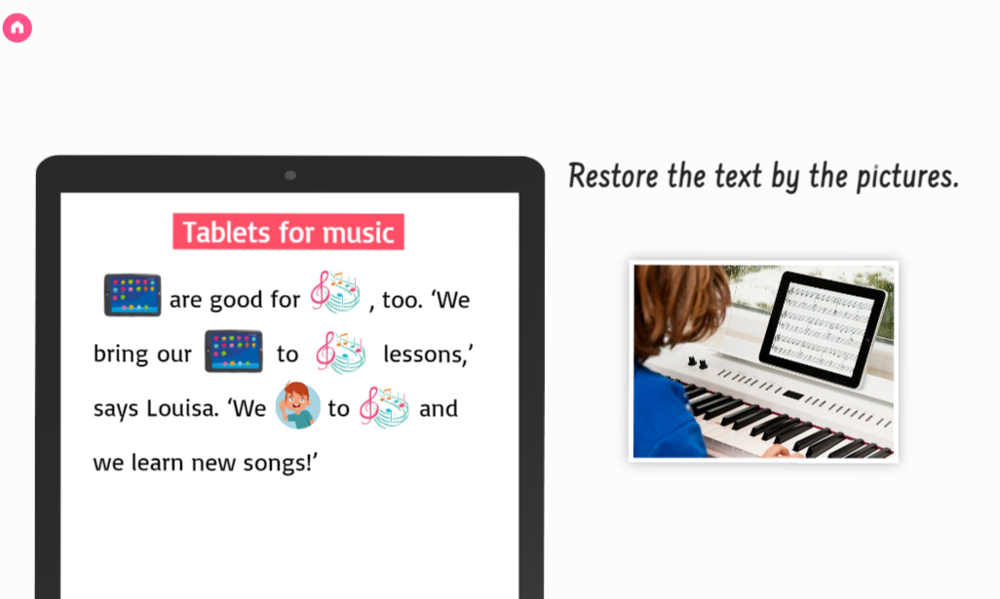 Restore the text by the pictures.
Tablets for music
are good for , too. ‘We
bring our to lessons,’
says Louisa. ‘We to and
we learn new songs!’